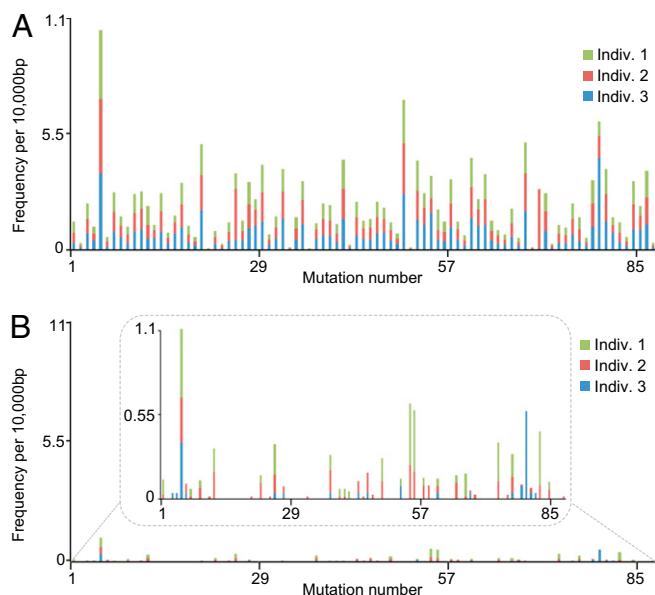 A
1.1
5.5
0
Frequency per 10,000bp
Indiv. 1
Indiv. 2
Indiv. 3
1 29 57 85
Mutation number
B
11
5.5
0
Frequency per 10,000bp
1.1
0.55
0
1 29 57 85
Indiv. 1
Indiv. 2
Indiv. 3
1 29 57 85
Mutation number